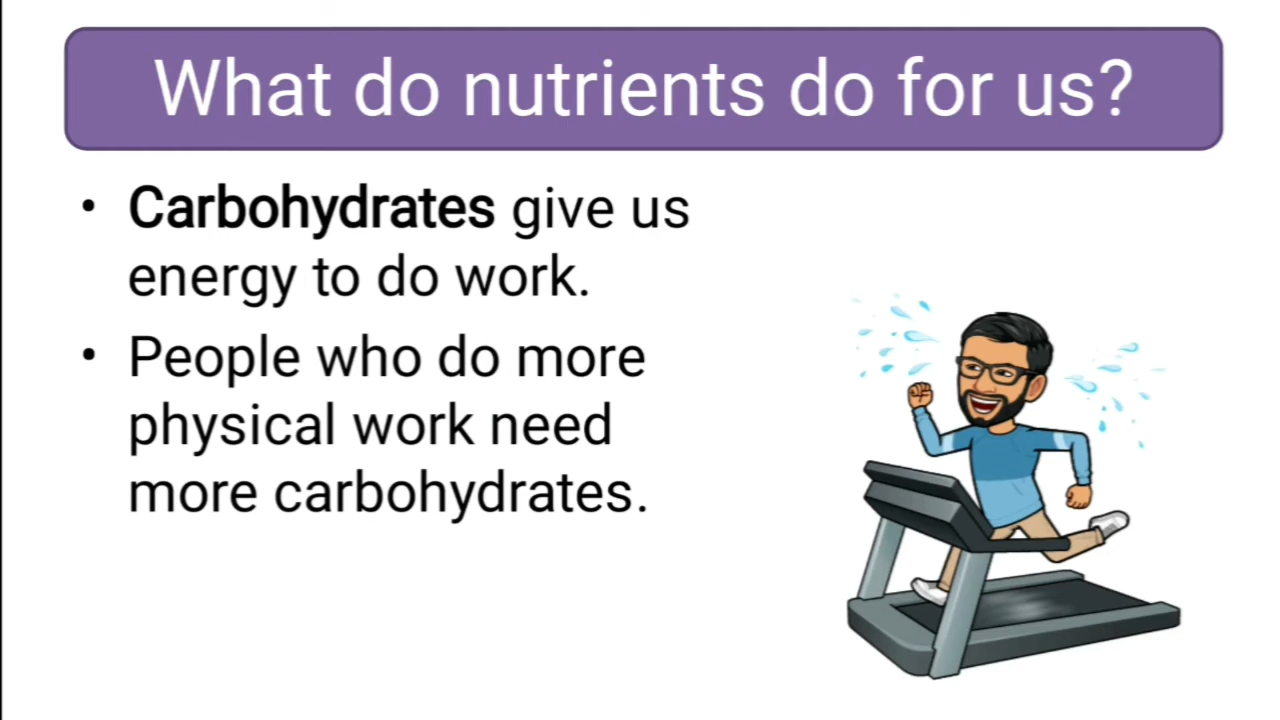 What do nutrients do for us?
• Carbohydrates give us
energy to do work.
• People who do more
physical work need
more carbohydrates.